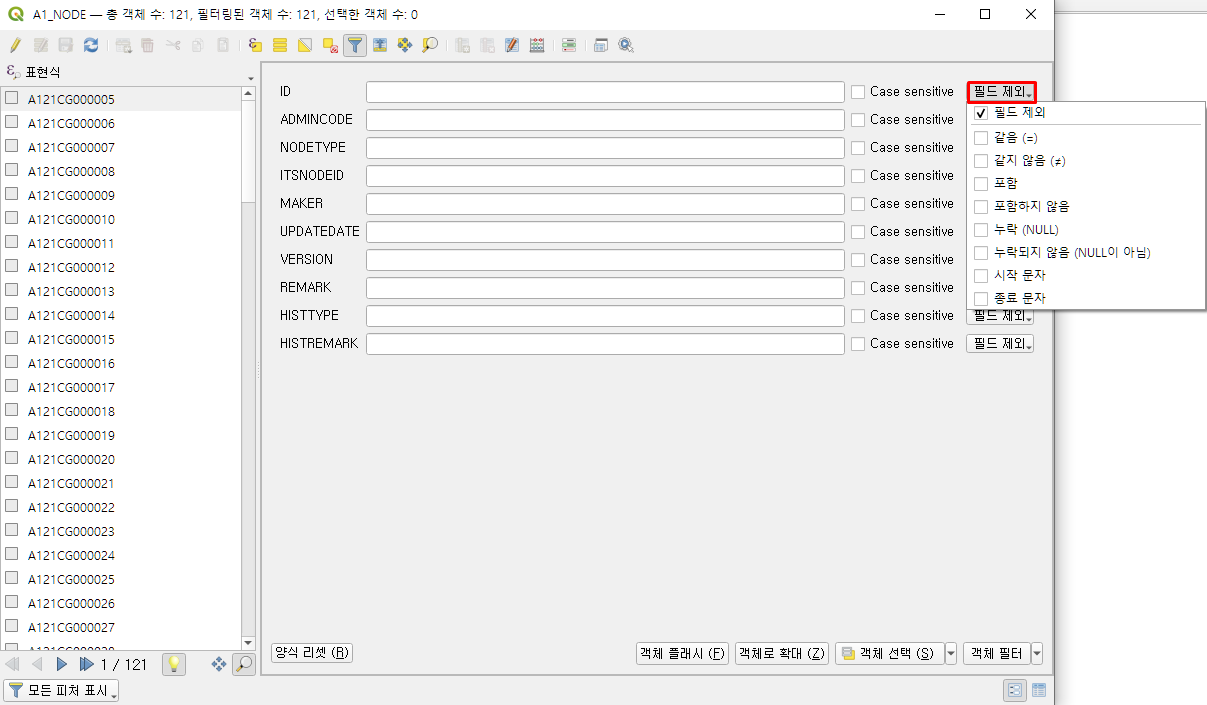 A1_NODE — 총 객체 수: 121, 필터링된 객체 수: 121, 선택한 객체 수: 0
표현식
A121CG000005
A121CG000006
A121CG000007
A121CG000008
A121CG000009
A121CG000010
A121CG000011
A121CG000012
A121CG000013
A121CG000014
A121CG000015
A121CG000016
A121CG000017
A121CG000018
A121CG000019
A121CG000020
A121CG000021
A121CG000022
A121CG000023
A121CG000024
A121CG000025
A121CG000026
A121CG000027
1 / 121
모든 피처 표시
ID Case sensitive 필드 제외
ADMINCODE Case sensitive
NODETYPE Case sensitive
ITSNODEID Case sensitive
MAKER Case sensitive
UPDATEDATE Case sensitive
VERSION Case sensitive
REMARK Case sensitive
HISTTYPE Case sensitive 필드 제외
HISTREMARK Case sensitive 필드 제외
필드 제외
같음 (=)
같지 않음 (≠)
포함
포함하지 않음
누락 (NULL)
누락되지 않음 (NULL이 아님)
시작 문자
종료 문자
양식 리셋 (R) 객체 플래시 (F) 객체로 확대 (Z) 객체 선택 (S) 객체 필터